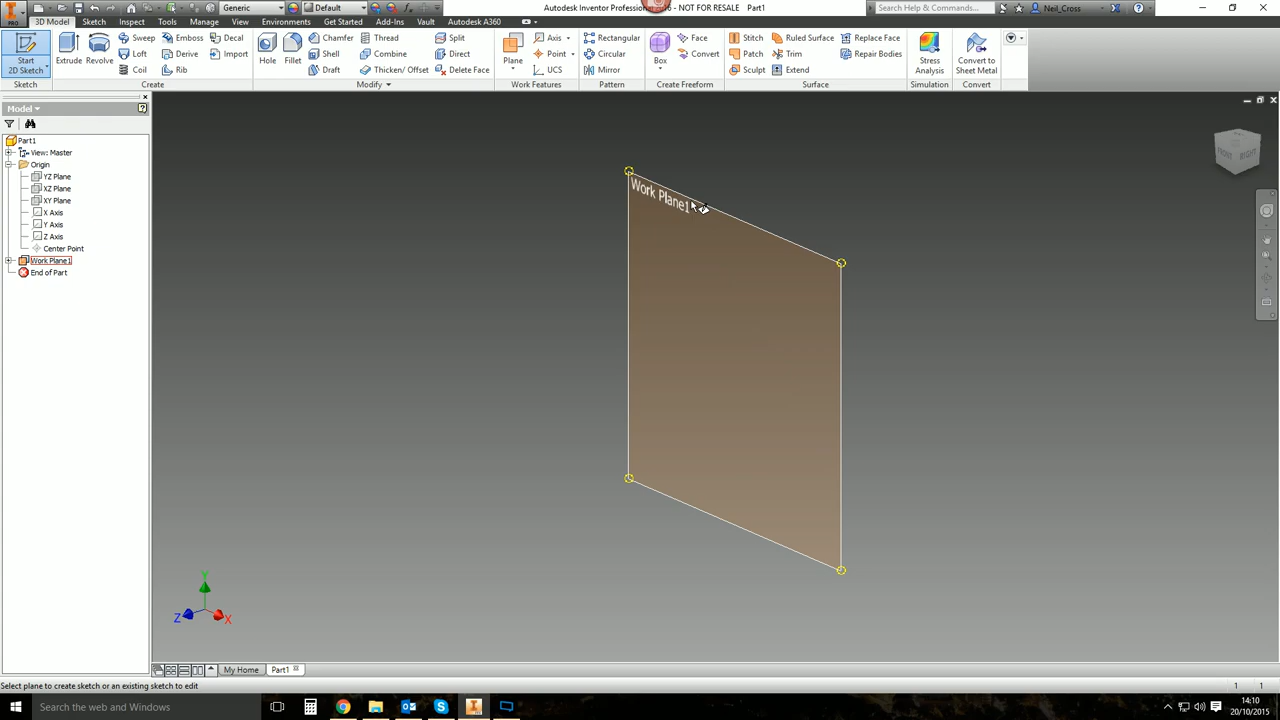 Generic
Default
Autodesk Inventor Professional
- NOT FOR RESALE Part1
Search Help & Commands...
Neil_Cross
PRO
3D Model
Sketch
Inspect
Tools
Manage
View
Environments
Get Started
Add-Ins
Vault
Autodesk A360
Start
2D Sketch
Extrude
Revolve
Sweep
Loft
Coil
Emboss
Derive
Rib
Decal
Import
Hole
Fillet
Chamfer
Shell
Draft
Thread
Combine
Thicken/ Offset
Split
Direct
Delete Face
Plane
Axis
Point
UCS
Rectangular
Circular
Mirror
Box
Face
Convert
Stitch
Patch
Sculpt
Ruled Surface
Trim
Extend
Replace Face
Repair Bodies
Stress
Analysis
Convert to
Sheet Metal
Sketch
Create
Modify
Work Features
Pattern
Create Freeform
Surface
Simulation
Convert
Model
Part1
View: Master
Origin
YZ Plane
XZ Plane
XY Plane
X Axis
Y Axis
Z Axis
Center Point
Work Plane1
End of Part
Work Plane1
FRONT
RIGHT
Y
Z
X
My Home
Part1
Select plane to create sketch or an existing sketch to edit
1
1
Search the web and Windows
14:10
20/10/2015